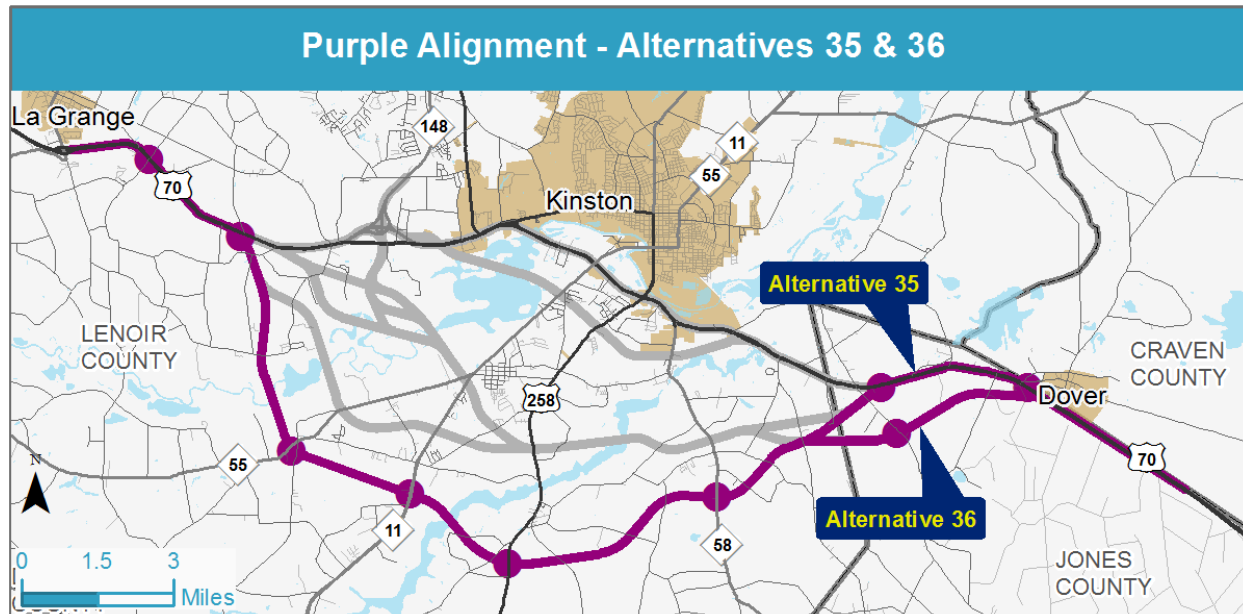 Purple Alignment - Alternatives 35 & 36
La Grange
148
11
55
70
Kinston
Alternative 35
LENOIR
COUNTY
CRAVEN
COUNTY
258
Dover
N
55
70
11
Alternative 36
58
0 1.5 3
Miles
JONES
COUNTY